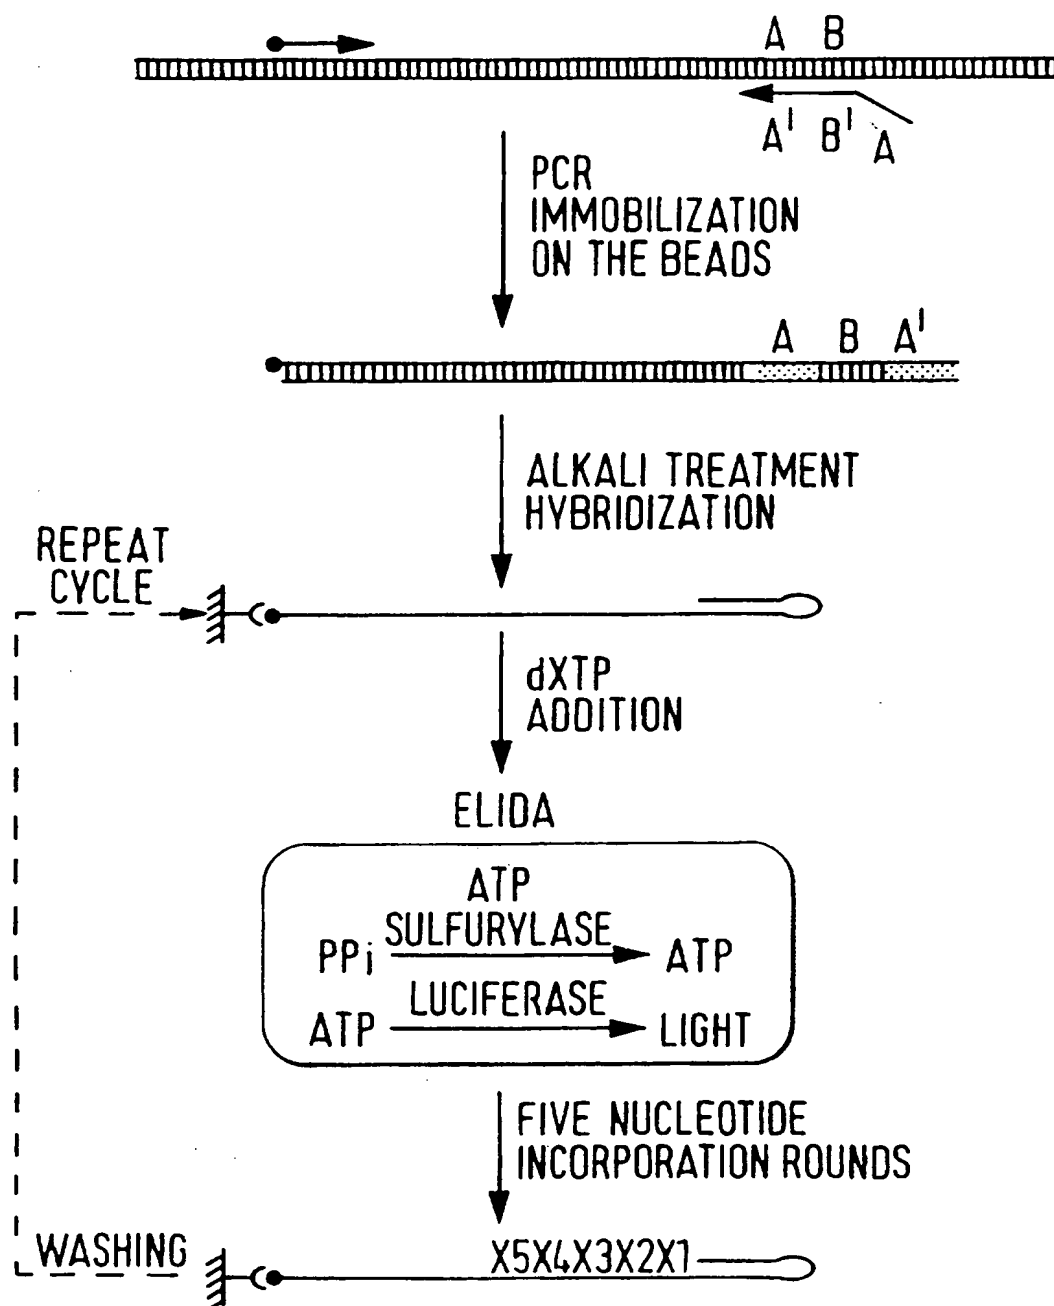 A B
A' B' A
PCR
IMMOBILIZATION
ON THE BEADS
A B A'
ALKALI TREATMENT
HYBRIDIZATION
REPEAT
CYCLE
dXTP
ADDITION
ELIDA
ATP
SULFURYLASE
PPi ATP
LUCIFERASE
ATP LIGHT
FIVE NUCLEOTIDE
INCORPORATION ROUNDS
WASHING
X5X4X3X2X1